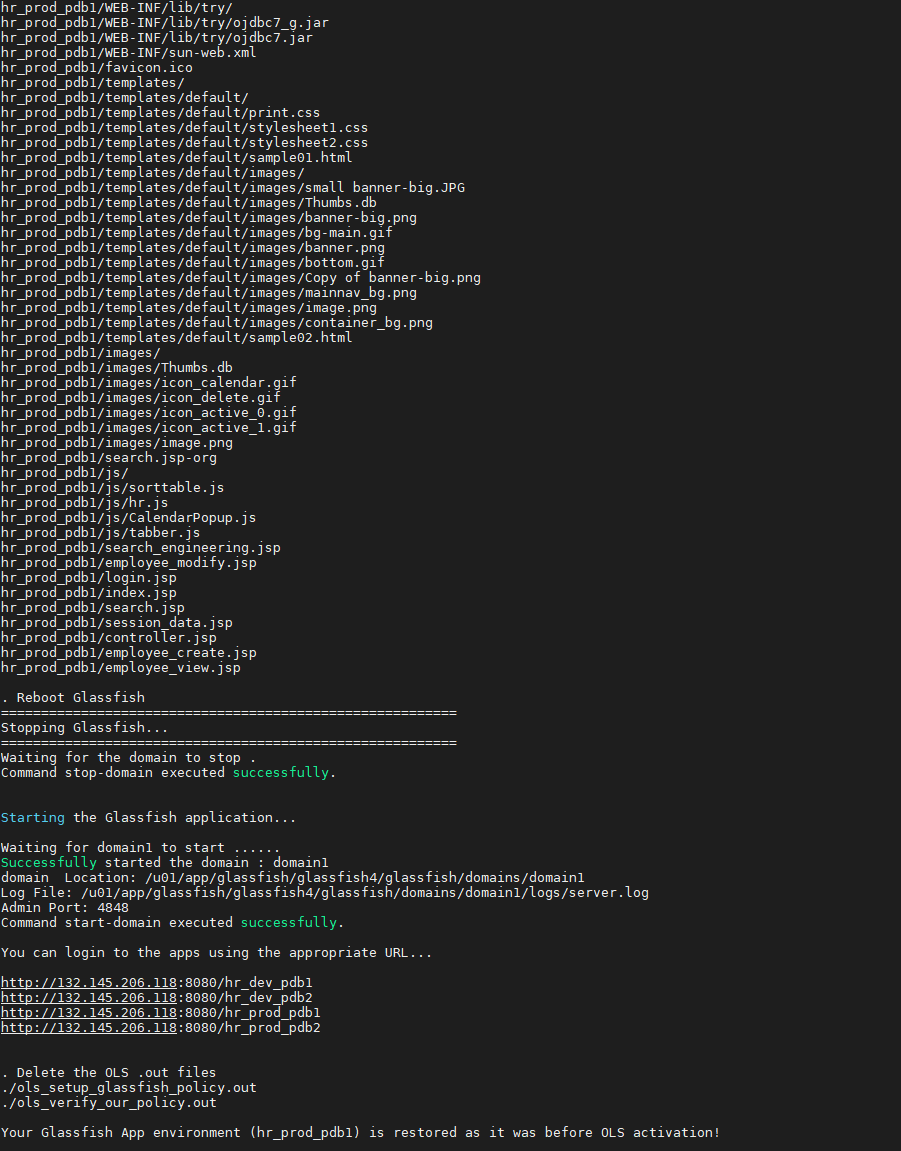 hr_prod_pdb1/WEB-INF/lib/try/
hr_prod_pdb1/WEB-INF/lib/try/ojdbc7_g.jar
hr_prod_pdb1/WEB-INF/lib/try/ojdbc7.jar
hr_prod_pdb1/WEB-INF/sun-web.xml
hr_prod_pdb1/favicon.ico
hr_prod_pdb1/templates/
hr_prod_pdb1/templates/default/
hr_prod_pdb1/templates/default/print.css
hr_prod_pdb1/templates/default/stylesheet1.css
hr_prod_pdb1/templates/default/stylesheet2.css
hr_prod_pdb1/templates/default/sample01.html
hr_prod_pdb1/templates/default/images/
hr_prod_pdb1/templates/default/images/small banner-big.JPG
hr_prod_pdb1/templates/default/images/Thumbs.db
hr_prod_pdb1/templates/default/images/banner-big.png
hr_prod_pdb1/templates/default/images/bg-main.gif
hr_prod_pdb1/templates/default/images/banner.png
hr_prod_pdb1/templates/default/images/bottom.gif
hr_prod_pdb1/templates/default/images/Copy of banner-big.png
hr_prod_pdb1/templates/default/images/mainnav_bg.png
hr_prod_pdb1/templates/default/images/image.png
hr_prod_pdb1/templates/default/images/container_bg.png
hr_prod_pdb1/templates/default/sample02.html
hr_prod_pdb1/images/
hr_prod_pdb1/images/Thumbs.db
hr_prod_pdb1/images/icon_calendar.gif
hr_prod_pdb1/images/icon_delete.gif
hr_prod_pdb1/images/icon_active_0.gif
hr_prod_pdb1/images/icon_active_1.gif
hr_prod_pdb1/images/image.png
hr_prod_pdb1/search.jsp-org
hr_prod_pdb1/js/
hr_prod_pdb1/js/sorttable.js
hr_prod_pdb1/js/hr.js
hr_prod_pdb1/js/CalendarPopup.js
hr_prod_pdb1/js/tabber.js
hr_prod_pdb1/search_engineering.jsp
hr_prod_pdb1/employee_modify.jsp
hr_prod_pdb1/login.jsp
hr_prod_pdb1/index.jsp
hr_prod_pdb1/search.jsp
hr_prod_pdb1/session_data.jsp
hr_prod_pdb1/controller.jsp
hr_prod_pdb1/employee_create.jsp
hr_prod_pdb1/employee_view.jsp
. Reboot Glassfish
=========================================================
Stopping Glassfish...
=========================================================
Waiting for the domain to stop .
Command stop-domain executed successfully.
Starting the Glassfish application...
Waiting for domain1 to start ......
Successfully started the domain : domain1
domain  Location: /u01/app/glassfish/glassfish4/glassfish/domains/domain1
Log File: /u01/app/glassfish/glassfish4/glassfish/domains/domain1/logs/server.log
Admin Port: 4848
Command start-domain executed successfully.
You can login to the apps using the appropriate URL...
http://132.145.206.118:8080/hr_dev_pdb1
http://132.145.206.118:8080/hr_dev_pdb2
http://132.145.206.118:8080/hr_prod_pdb1
http://132.145.206.118:8080/hr_prod_pdb2
. Delete the OLS .out files
./ols_setup_glassfish_policy.out
./ols_verify_our_policy.out
Your Glassfish App environment (hr_prod_pdb1) is restored as it was before OLS activation!